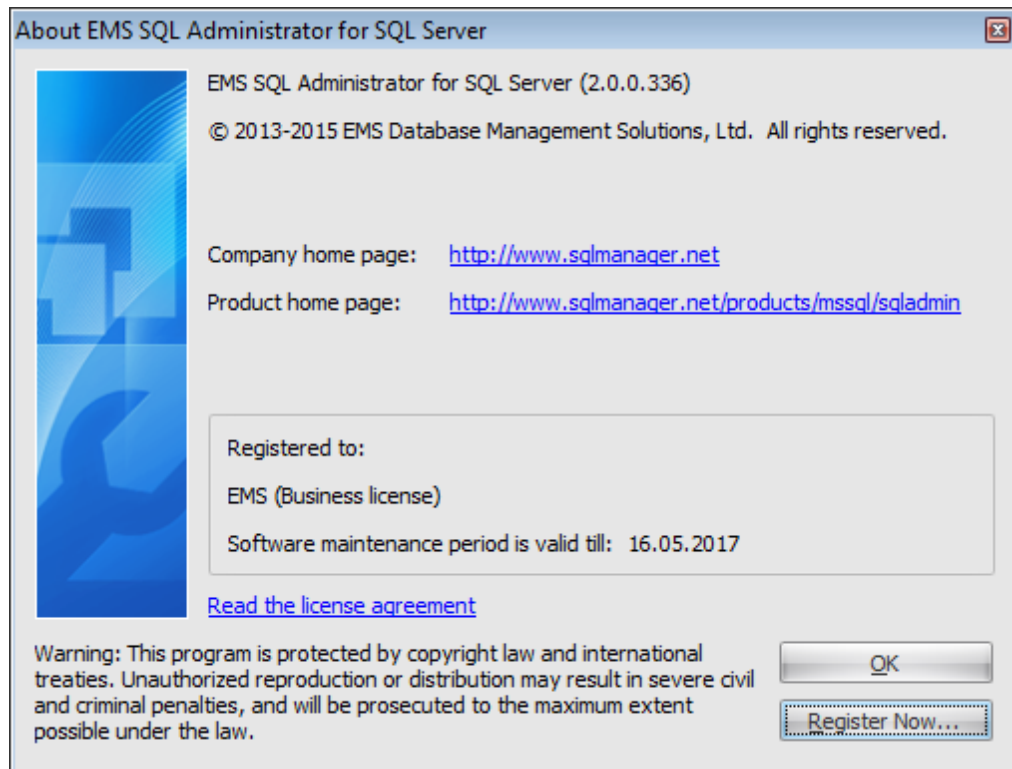 About EMS SQL Administrator for SQL Server
EMS SQL Administrator for SQL Server (2.0.0.336)
© 2013-2015 EMS Database Management Solutions, Ltd. All rights reserved.
Company home page: http://www.sqlmanager.net
Product home page: http://www.sqlmanager.net/products/mssql/sqladmin
Registered to:
EMS (Business license)
Software maintenance period is valid till: 16.05.2017
Read the license agreement
Warning: This program is protected by copyright law and international
treaties. Unauthorized reproduction or distribution may result in severe civil
and criminal penalties, and will be prosecuted to the maximum extent
possible under the law.
OK
Register Now...